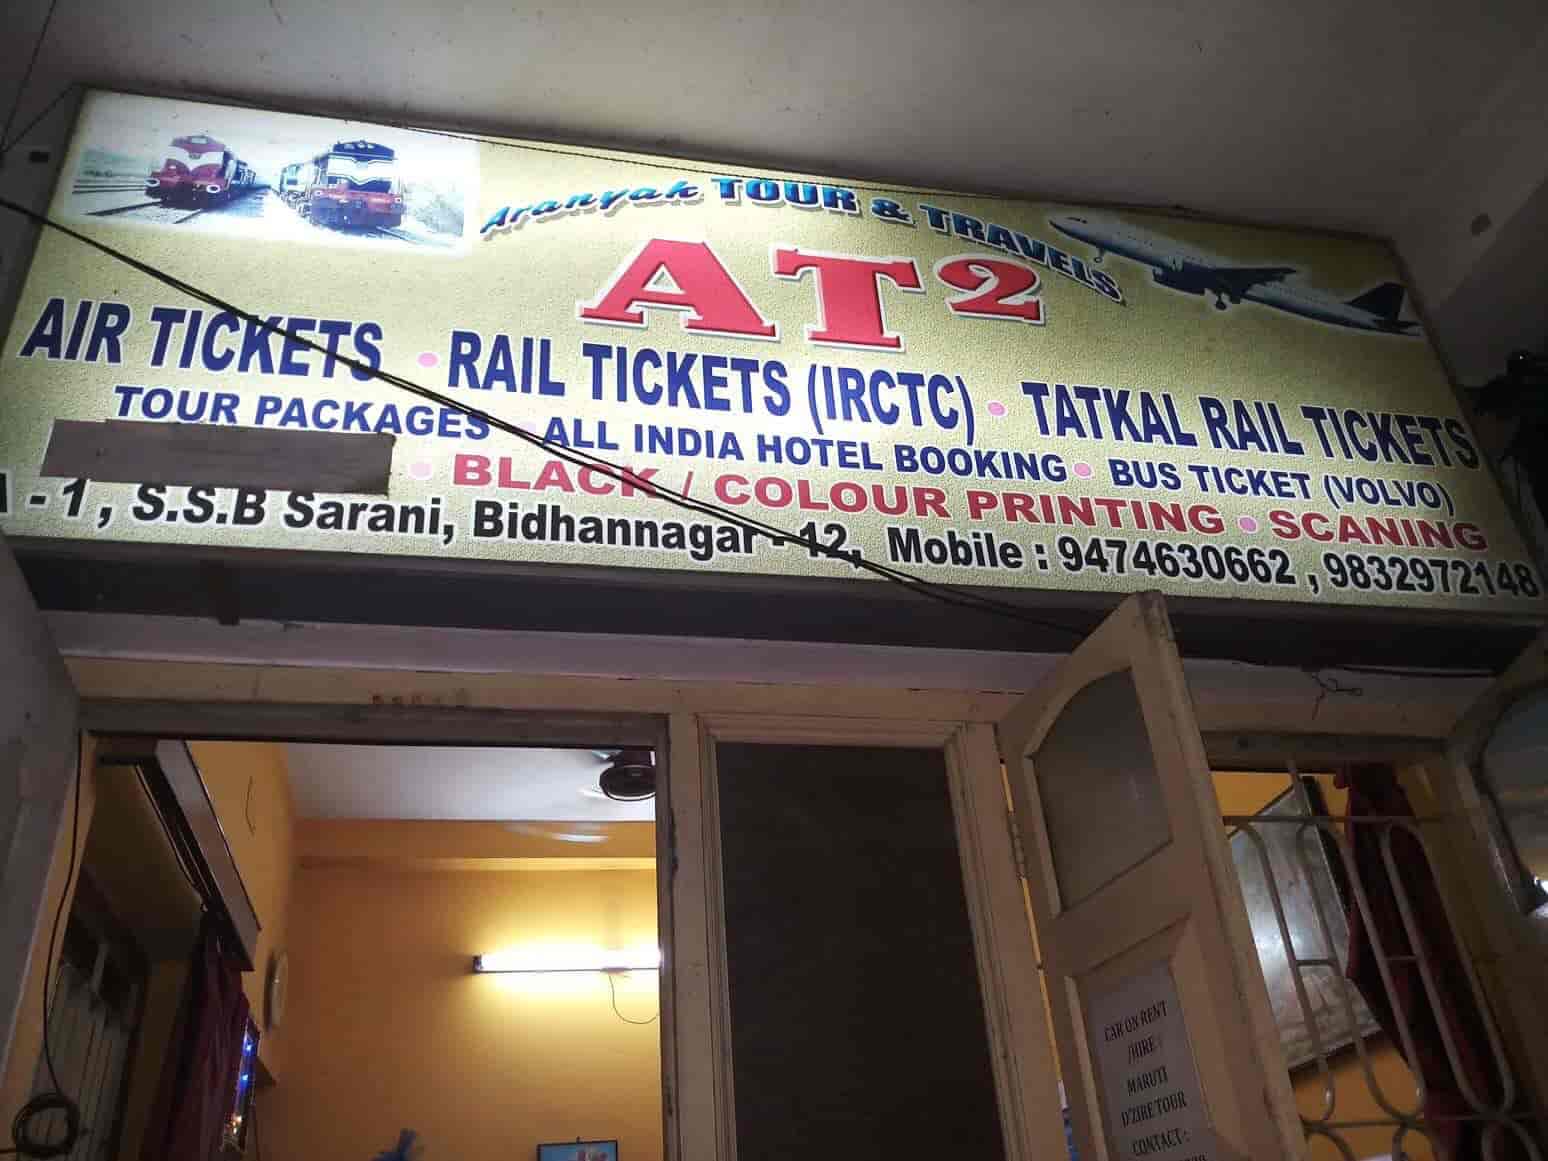 Aranyak TOUR & TRAVELS
AT2
AIR TICKETS • RAIL TICKETS (IRCTC) • TATKAL RAIL TICKETS
TOUR PACKAGES • ALL INDIA HOTEL BOOKING • BUS TICKET (VOLVO)
• BLACK / COLOUR PRINTING • SCANING
A - 1, S.S.B Sarani, Bidhannagar - 12, Mobile : 9474630662 , 9832972148
CAR ON RENT
/HIRE :
MARUTI
D'ZIRE TOUR
CONTACT :